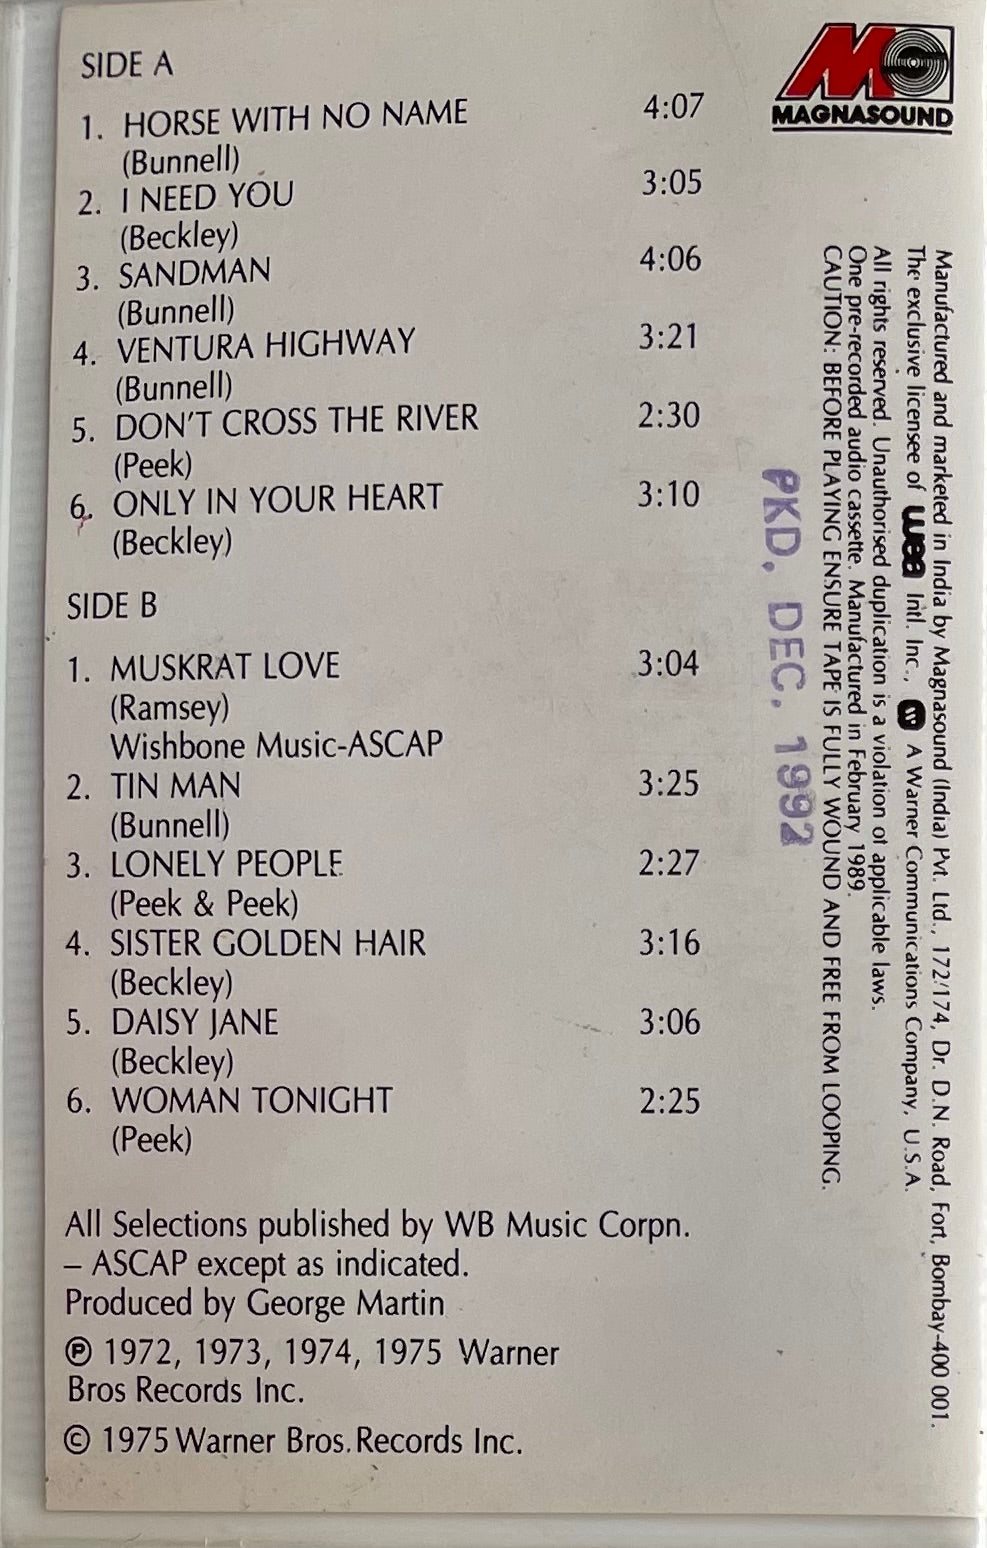 SIDE A
1. HORSE WITH NO NAME 4:07
(Bunnell)
2. I NEED YOU 3:05
(Beckley)
3. SANDMAN 4:06
(Bunnell)
4. VENTURA HIGHWAY 3:21
(Bunnell)
5. DON'T CROSS THE RIVER 2:30
(Peek)
6. ONLY IN YOUR HEART 3:10
(Beckley)
SIDE B
1. MUSKRAT LOVE 3:04
(Ramsey)
Wishbone Music-ASCAP
2. TIN MAN 3:25
(Bunnell)
3. LONELY PEOPLE 2:27
(Peek & Peek)
4. SISTER GOLDEN HAIR 3:16
(Beckley)
5. DAISY JANE 3:06
(Beckley)
6. WOMAN TONIGHT 2:25
(Peek)
All Selections published by WB Music Corpn.
– ASCAP except as indicated.
Produced by George Martin
Ⓟ 1972, 1973, 1974, 1975 Warner
Bros Records Inc.
© 1975 Warner Bros. Records Inc.
MAGNASOUND
Manufactured and marketed in India by Magnasound (India) Pvt. Ltd., 172/174, Dr. D.N. Road, Fort, Bombay-400 001.
The exclusive licensee of wea Intl. Inc., A Warner Communications Company, U.S.A.
All rights reserved. Unauthorised duplication is a violation of applicable laws.
One pre-recorded audio cassette. Manufactured in February 1989.
CAUTION: BEFORE PLAYING ENSURE TAPE IS FULLY WOUND AND FREE FROM LOOPING.
PKD. DEC. 1992